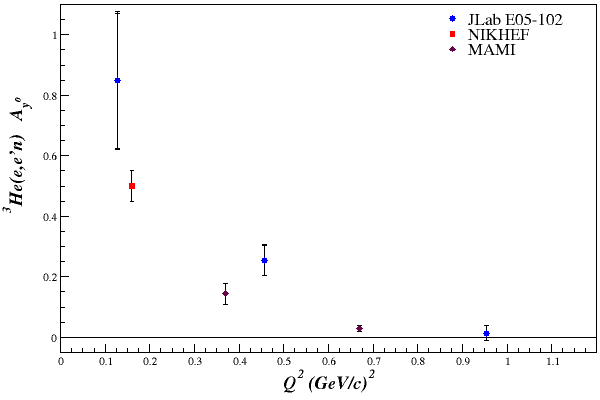 JLab E05-102
NIKHEF
MAMI
³He(e,e'n) A_y⁰
1
0.8
0.6
0.4
0.2
0
0 0.1 0.2 0.3 0.4 0.5 0.6 0.7 0.8 0.9 1 1.1
Q² (GeV/c)²